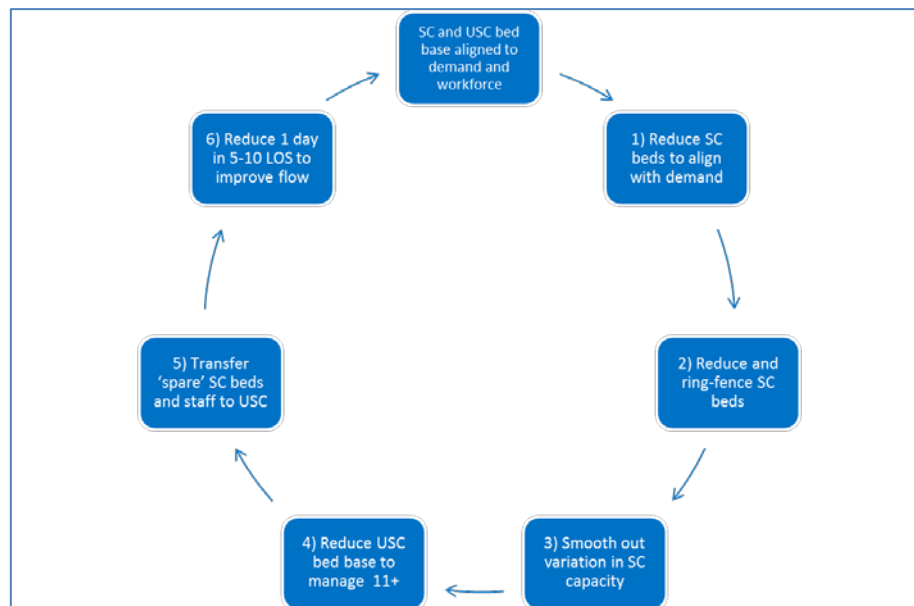 SC and USC bed
base aligned to
demand and
workforce
1) Reduce SC
beds to align
with demand
2) Reduce and
ring-fence SC
beds
3) Smooth out
variation in SC
capacity
4) Reduce USC
bed base to
manage 11+
5) Transfer
‘spare’ SC beds
and staff to USC
6) Reduce 1 day
in 5-10 LOS to
improve flow